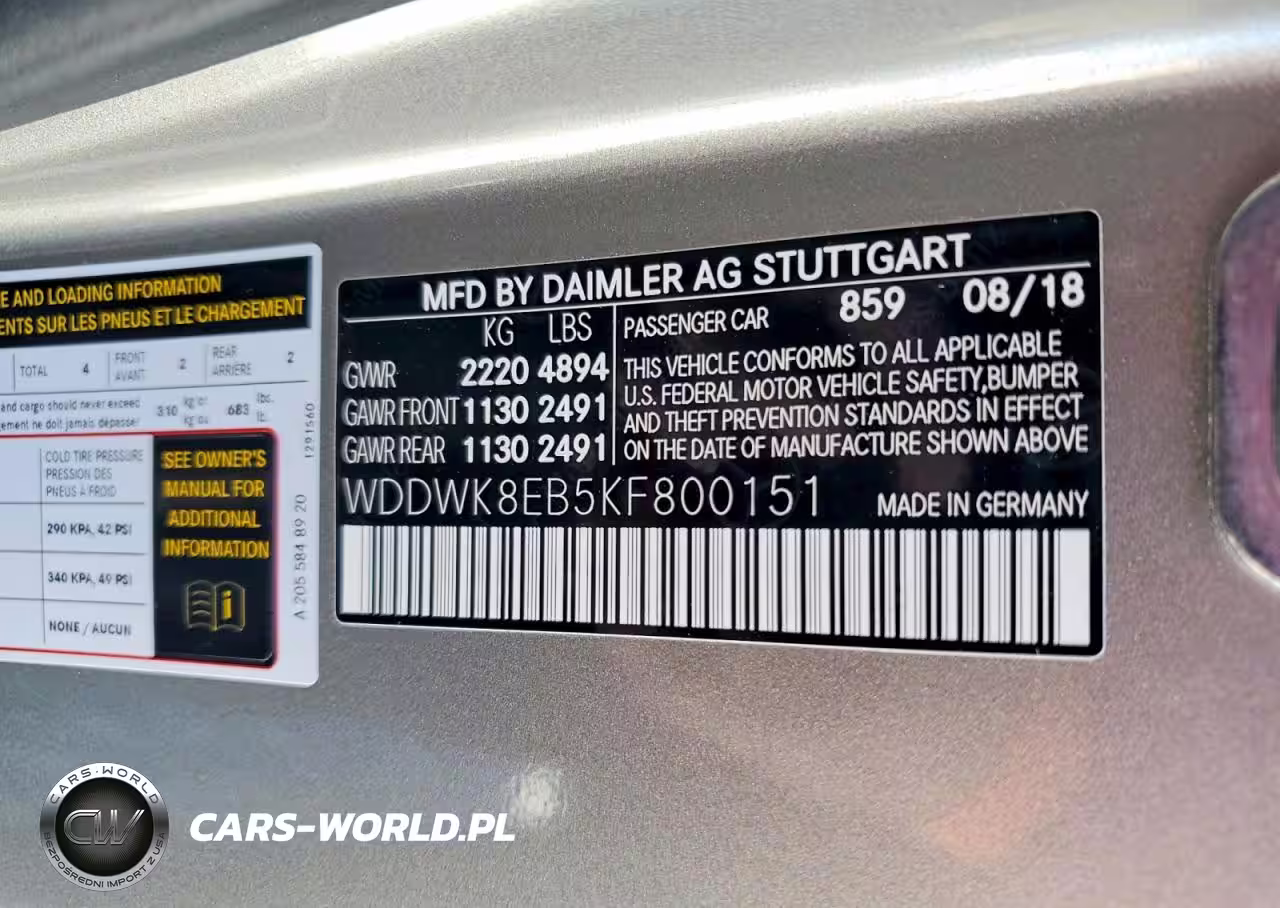 E AND LOADING INFORMATION
ENTS SUR LES PNEUS ET LE CHARGEMENT
TOTAL 4 FRONT AVANT 2 REAR ARRIÈRE 2
and cargo should never exceed
gement ne doit jamais dépasser
310 kg or kg ou 683 lbs. lb.
COLD TIRE PRESSURE
PRESSION DES
PNEUS A FROID
290 KPA, 42 PSI
340 KPA, 49 PSI
NONE / AUCUN
SEE OWNER'S
MANUAL FOR
ADDITIONAL
INFORMATION
1291560
A 205 584 89 20
MFD BY DAIMLER AG STUTTGART
KG LBS
GVWR 2220 4894
GAWR FRONT 1130 2491
GAWR REAR 1130 2491
PASSENGER CAR 859 08/18
THIS VEHICLE CONFORMS TO ALL APPLICABLE
U.S. FEDERAL MOTOR VEHICLE SAFETY,BUMPER
AND THEFT PREVENTION STANDARDS IN EFFECT
ON THE DATE OF MANUFACTURE SHOWN ABOVE
WDDWK8EB5KF800151 MADE IN GERMANY
CARS-WORLD
CW
BEZPOŚREDNI IMPORT Z USA
CARS-WORLD.PL